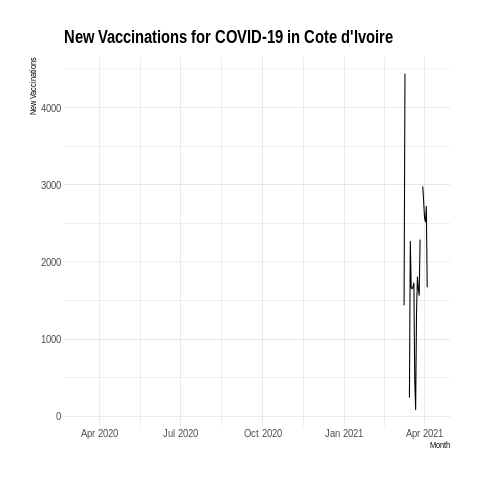 New Vaccinations for COVID-19 in Cote d'Ivoire
New Vaccinations
4000
3000
2000
1000
0
Apr 2020 Jul 2020 Oct 2020 Jan 2021 Apr 2021
Month